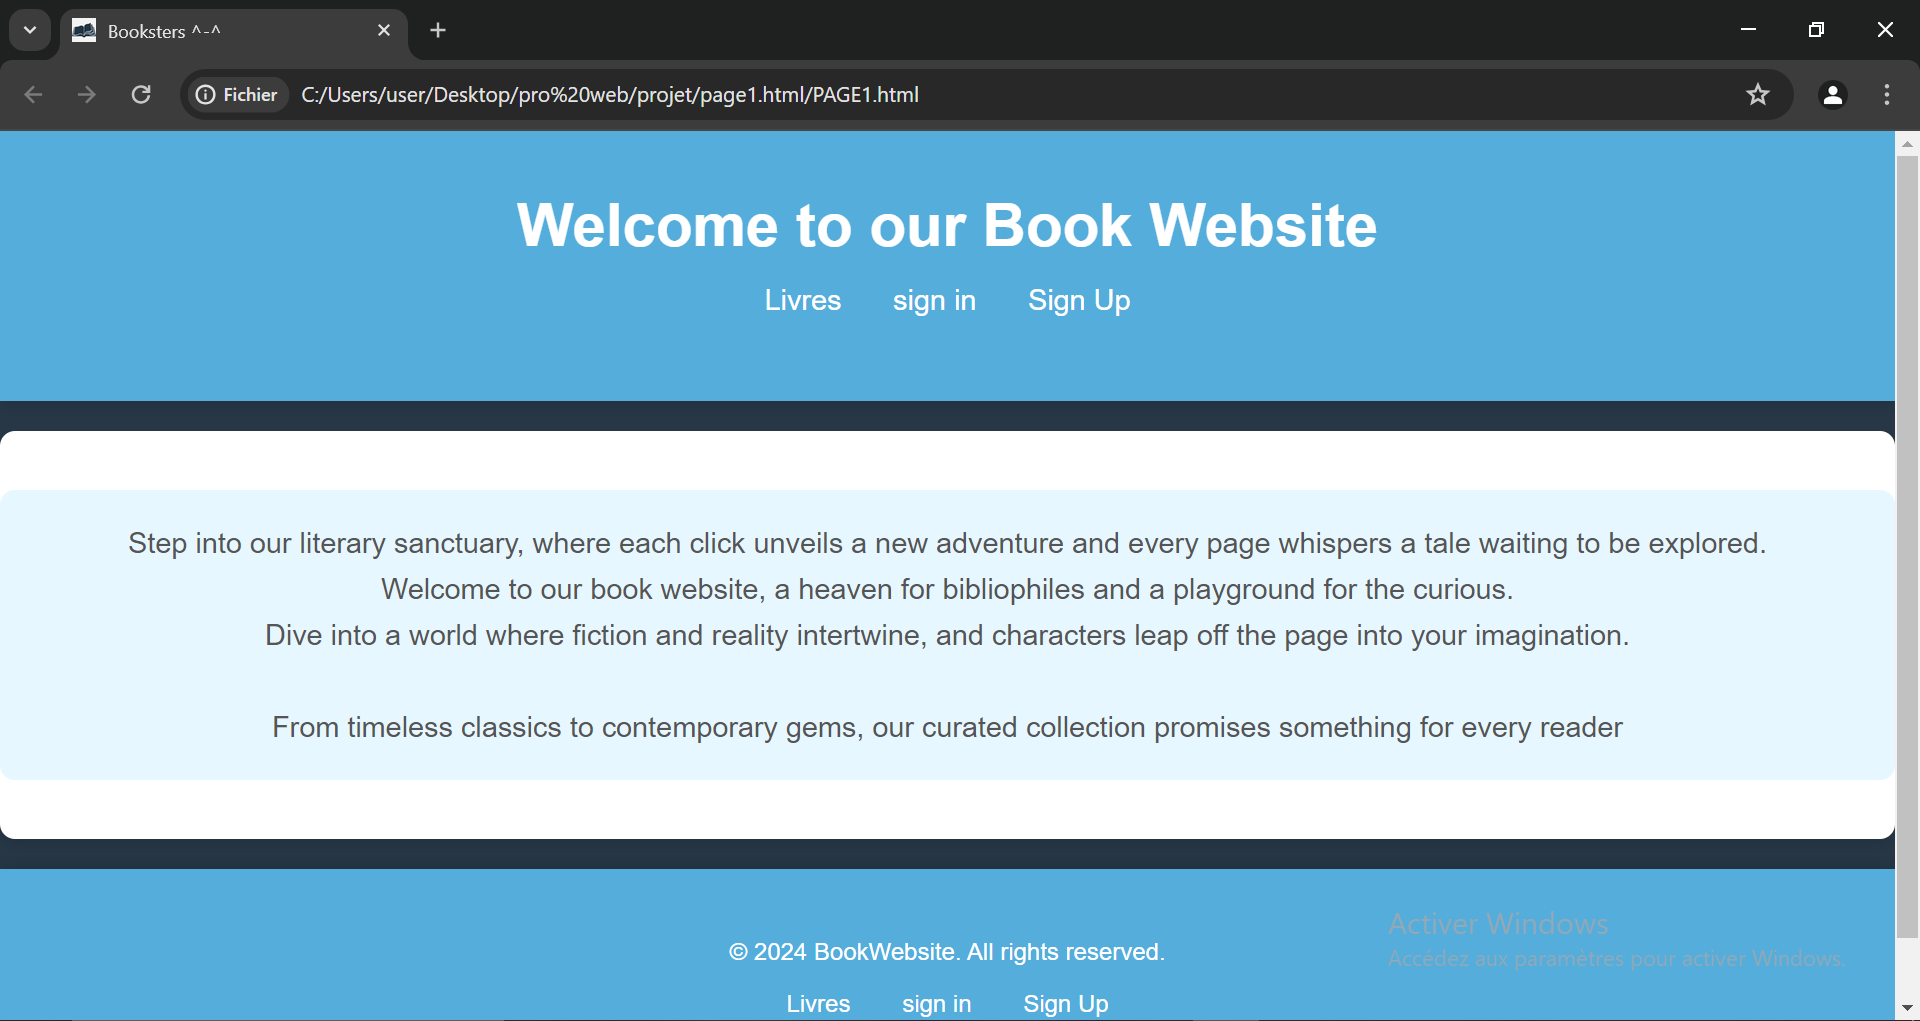 Booksters ^-^
Fichier C:/Users/user/Desktop/pro%20web/projet/page1.html/PAGE1.html
Welcome to our Book Website
Livres sign in Sign Up
Step into our literary sanctuary, where each click unveils a new adventure and every page whispers a tale waiting to be explored.
Welcome to our book website, a heaven for bibliophiles and a playground for the curious.
Dive into a world where fiction and reality intertwine, and characters leap off the page into your imagination.
From timeless classics to contemporary gems, our curated collection promises something for every reader
Activer Windows
Accédez aux paramètres pour activer Windows.
© 2024 BookWebsite. All rights reserved.
Livres sign in Sign Up